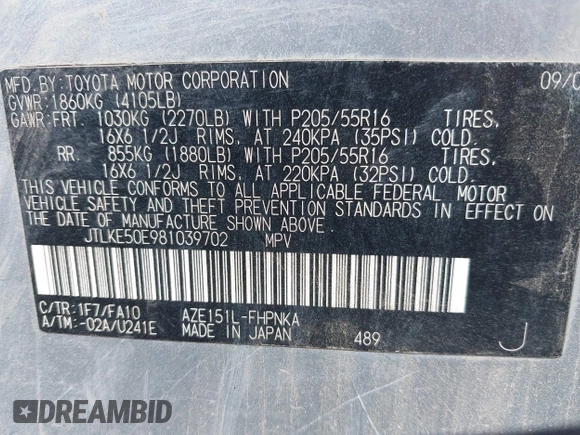 MFD. BY: TOYOTA MOTOR CORPORATION 09/0
GVWR: 1860KG (4105LB)
GAWR: FRT. 1030KG (2270LB) WITH P205/55R16 TIRES,
16X6 1/2J RIMS, AT 240KPA (35PSI) COLD.
RR. 855KG (1880LB) WITH P205/55R16 TIRES,
16X6 1/2J RIMS, AT 220KPA (32PSI) COLD.
THIS VEHICLE CONFORMS TO ALL APPLICABLE FEDERAL MOTOR
VEHICLE SAFETY AND THEFT PREVENTION STANDARDS IN EFFECT ON
THE DATE OF MANUFACTURE SHOWN ABOVE.
JTLKE50E981039702 MPV
C/TR: 1F7/FA10 AZE151L-FHPNKA
A/TM: -02A/U241E MADE IN JAPAN 489 J
DREAMBID